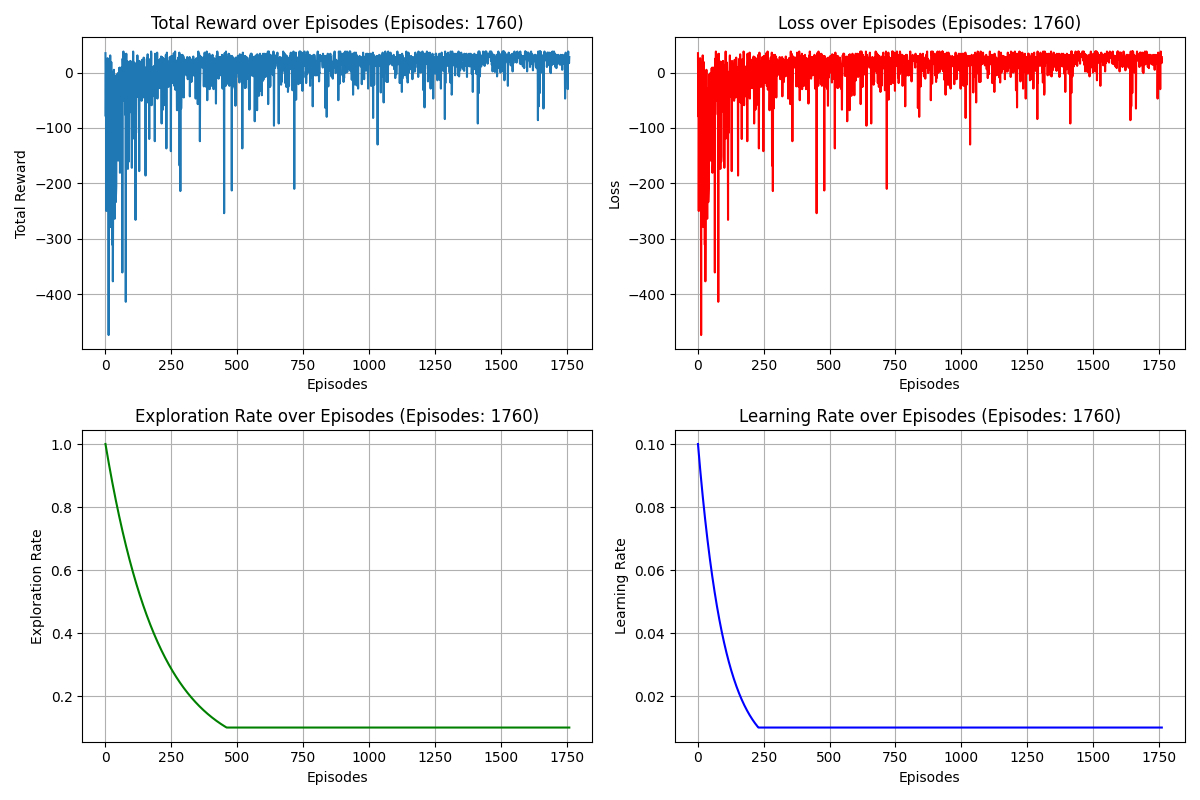 Total Reward over Episodes (Episodes: 1760)
Total Reward
0
−100
−200
−300
−400
0 250 500 750 1000 1250 1500 1750
Episodes
Loss over Episodes (Episodes: 1760)
Loss
0
−100
−200
−300
−400
0 250 500 750 1000 1250 1500 1750
Episodes
Exploration Rate over Episodes (Episodes: 1760)
Exploration Rate
1.0
0.8
0.6
0.4
0.2
0 250 500 750 1000 1250 1500 1750
Episodes
Learning Rate over Episodes (Episodes: 1760)
Learning Rate
0.10
0.08
0.06
0.04
0.02
0 250 500 750 1000 1250 1500 1750
Episodes